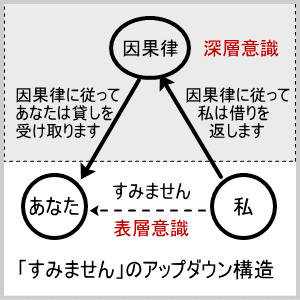 因果律
深層意識
因果律に従って
あなたは貸しを
受け取ります
因果律に従って
私は借りを
返します
あなた
すみません
表層意識
私
「すみません」のアップダウン構造